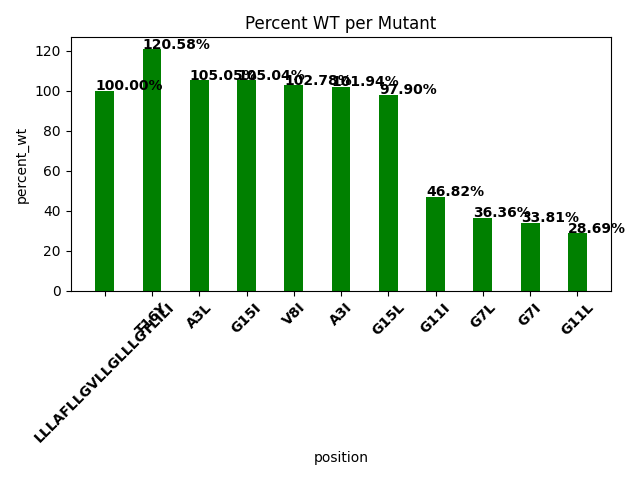 Percent WT per Mutant
percent_wt
120
100
80
60
40
20
0
100.00%
120.58%
105.05%
105.04%
102.78%
101.94%
97.90%
46.82%
36.36%
33.81%
28.69%
LLLAFLLGVLLGLLLGTLILI
T16Y
A3L
G15I
V8I
A3I
G15L
G11I
G7L
G7I
G11L
position